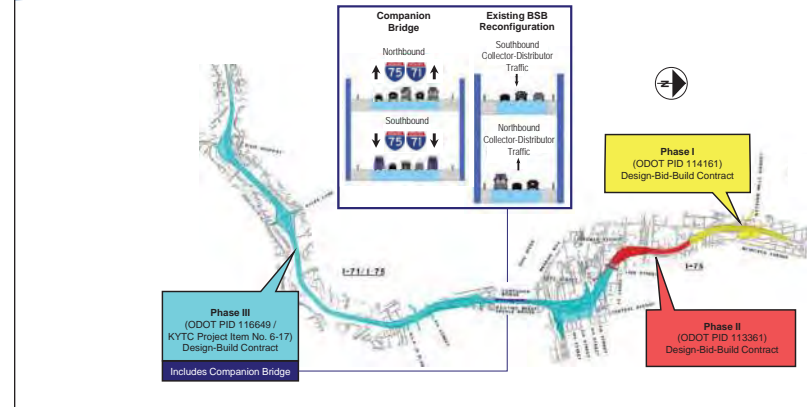 Companion
Bridge
Northbound
75 71
Southbound
75 71
Existing BSB
Reconfiguration
Southbound
Collector-Distributor
Traffic
Northbound
Collector-Distributor
Traffic
N
Phase I
(ODOT PID 114161)
Design-Bid-Build Contract
I-71/I-75
I-75
Phase III
(ODOT PID 116649 /
KYTC Project Item No. 6-17)
Design-Build Contract
Includes Companion Bridge
Phase II
(ODOT PID 113361)
Design-Bid-Build Contract